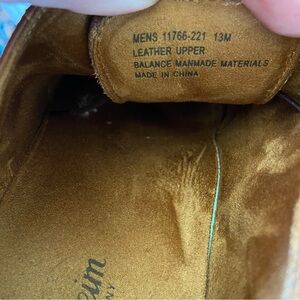 MENS 11766-221 13M
LEATHER UPPER
BALANCE MANMADE MATERIALS
MADE IN CHINA